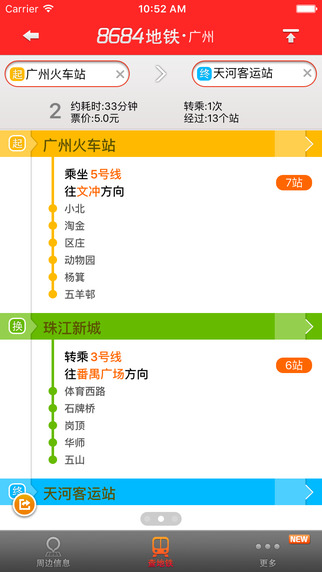 Carrier 10:52 AM
8684地铁·广州
起 广州火车站
终 天河客运站
2 约耗时:33分钟 转乘:1次
票价:5.0元 经过:13个站
起 广州火车站
乘坐 5号线
往文冲方向
7站
小北
淘金
区庄
动物园
杨箕
五羊邨
换 珠江新城
转乘 3号线
往番禺广场方向
6站
体育西路
石牌桥
岗顶
华师
五山
终 天河客运站
周边信息
查地铁
NEW
更多